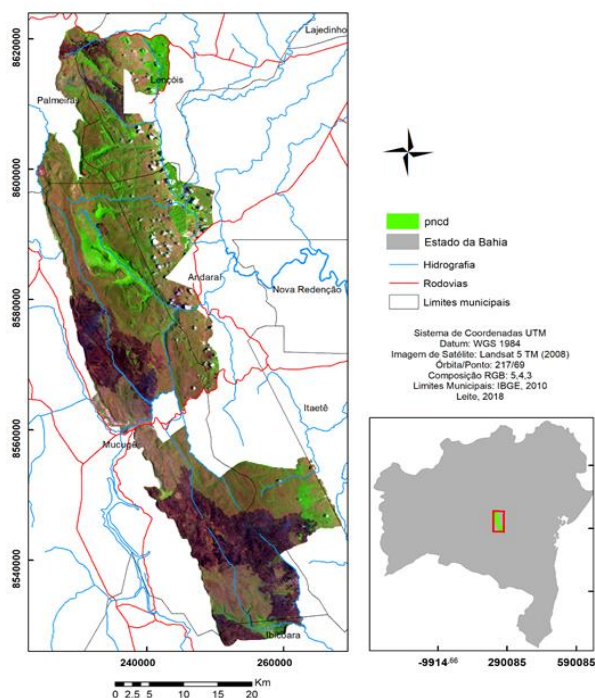 8620000
8600000
8580000
8560000
8540000
Lajedinho
Lençóis
Palmeiras
Andaraí
Nova Redenção
Itaetê
Mucugê
Ibicoara
240000
260000
0 2.5 5 10 15 20
Km
pncd
Estado da Bahia
Hidrografia
Rodovias
Limites municipais
Sistema de Coordenadas UTM
Datum: WGS 1984
Imagem de Satélite: Landsat 5 TM (2008)
Órbita/Ponto: 217/69
Composição RGB: 5,4,3
Limites Municipais: IBGE, 2010
Leite, 2018
-9914,66
290085
590085